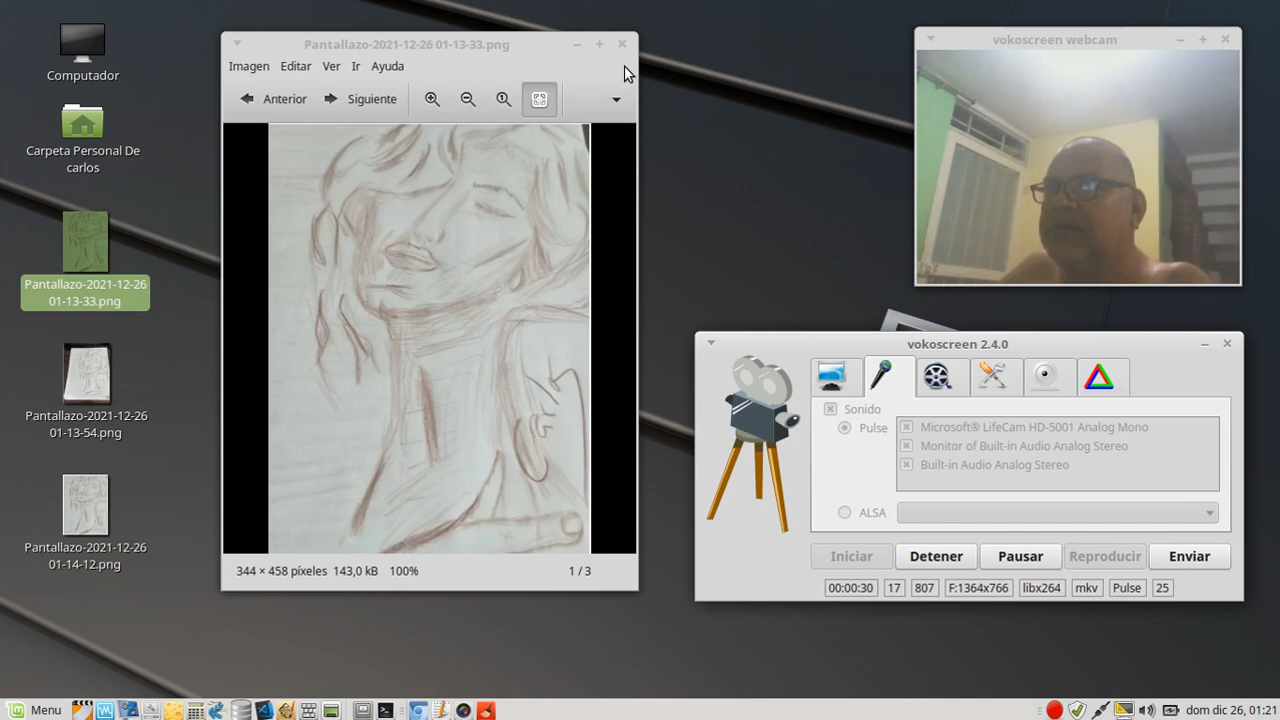 Computador
Carpeta Personal De
carlos
Pantallazo-2021-12-26
01-13-33.png
Pantallazo-2021-12-26
01-13-54.png
Pantallazo-2021-12-26
01-14-12.png
Pantallazo-2021-12-26 01-13-33.png
Imagen Editar Ver Ir Ayuda
Anterior Siguiente
344 × 458 píxeles 143,0 kB 100% 1 / 3
vokoscreen webcam
vokoscreen 2.4.0
Sonido
Pulse
Microsoft® LifeCam HD-5001 Analog Mono
Monitor of Built-in Audio Analog Stereo
Built-in Audio Analog Stereo
ALSA
Iniciar Detener Pausar Reproducir Enviar
00:00:30 17 807 F:1364x766 libx264 mkv Pulse 25
Menu
dom dic 26, 01:21